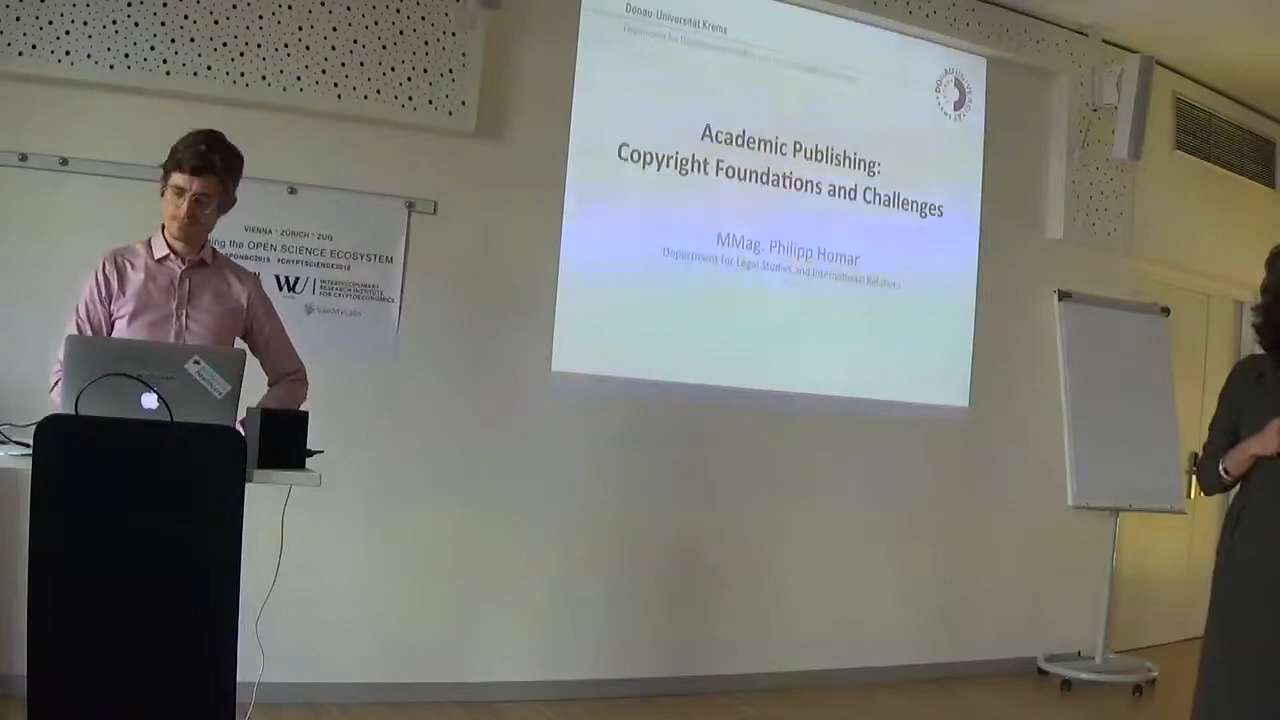 Donau-Universität Krems
Academic Publishing:
Copyright Foundations and Challenges
MMag. Philipp Homar
Department for Legal Studies and International Relations
VIENNA * ZÜRICH * ZUG
the OPEN SCIENCE ECOSYSTEM
#CRYPTSCIENCE2018
WU
INTERDISCIPLINARY
RESEARCH INSTITUTE
FOR CRYPTOECONOMICS